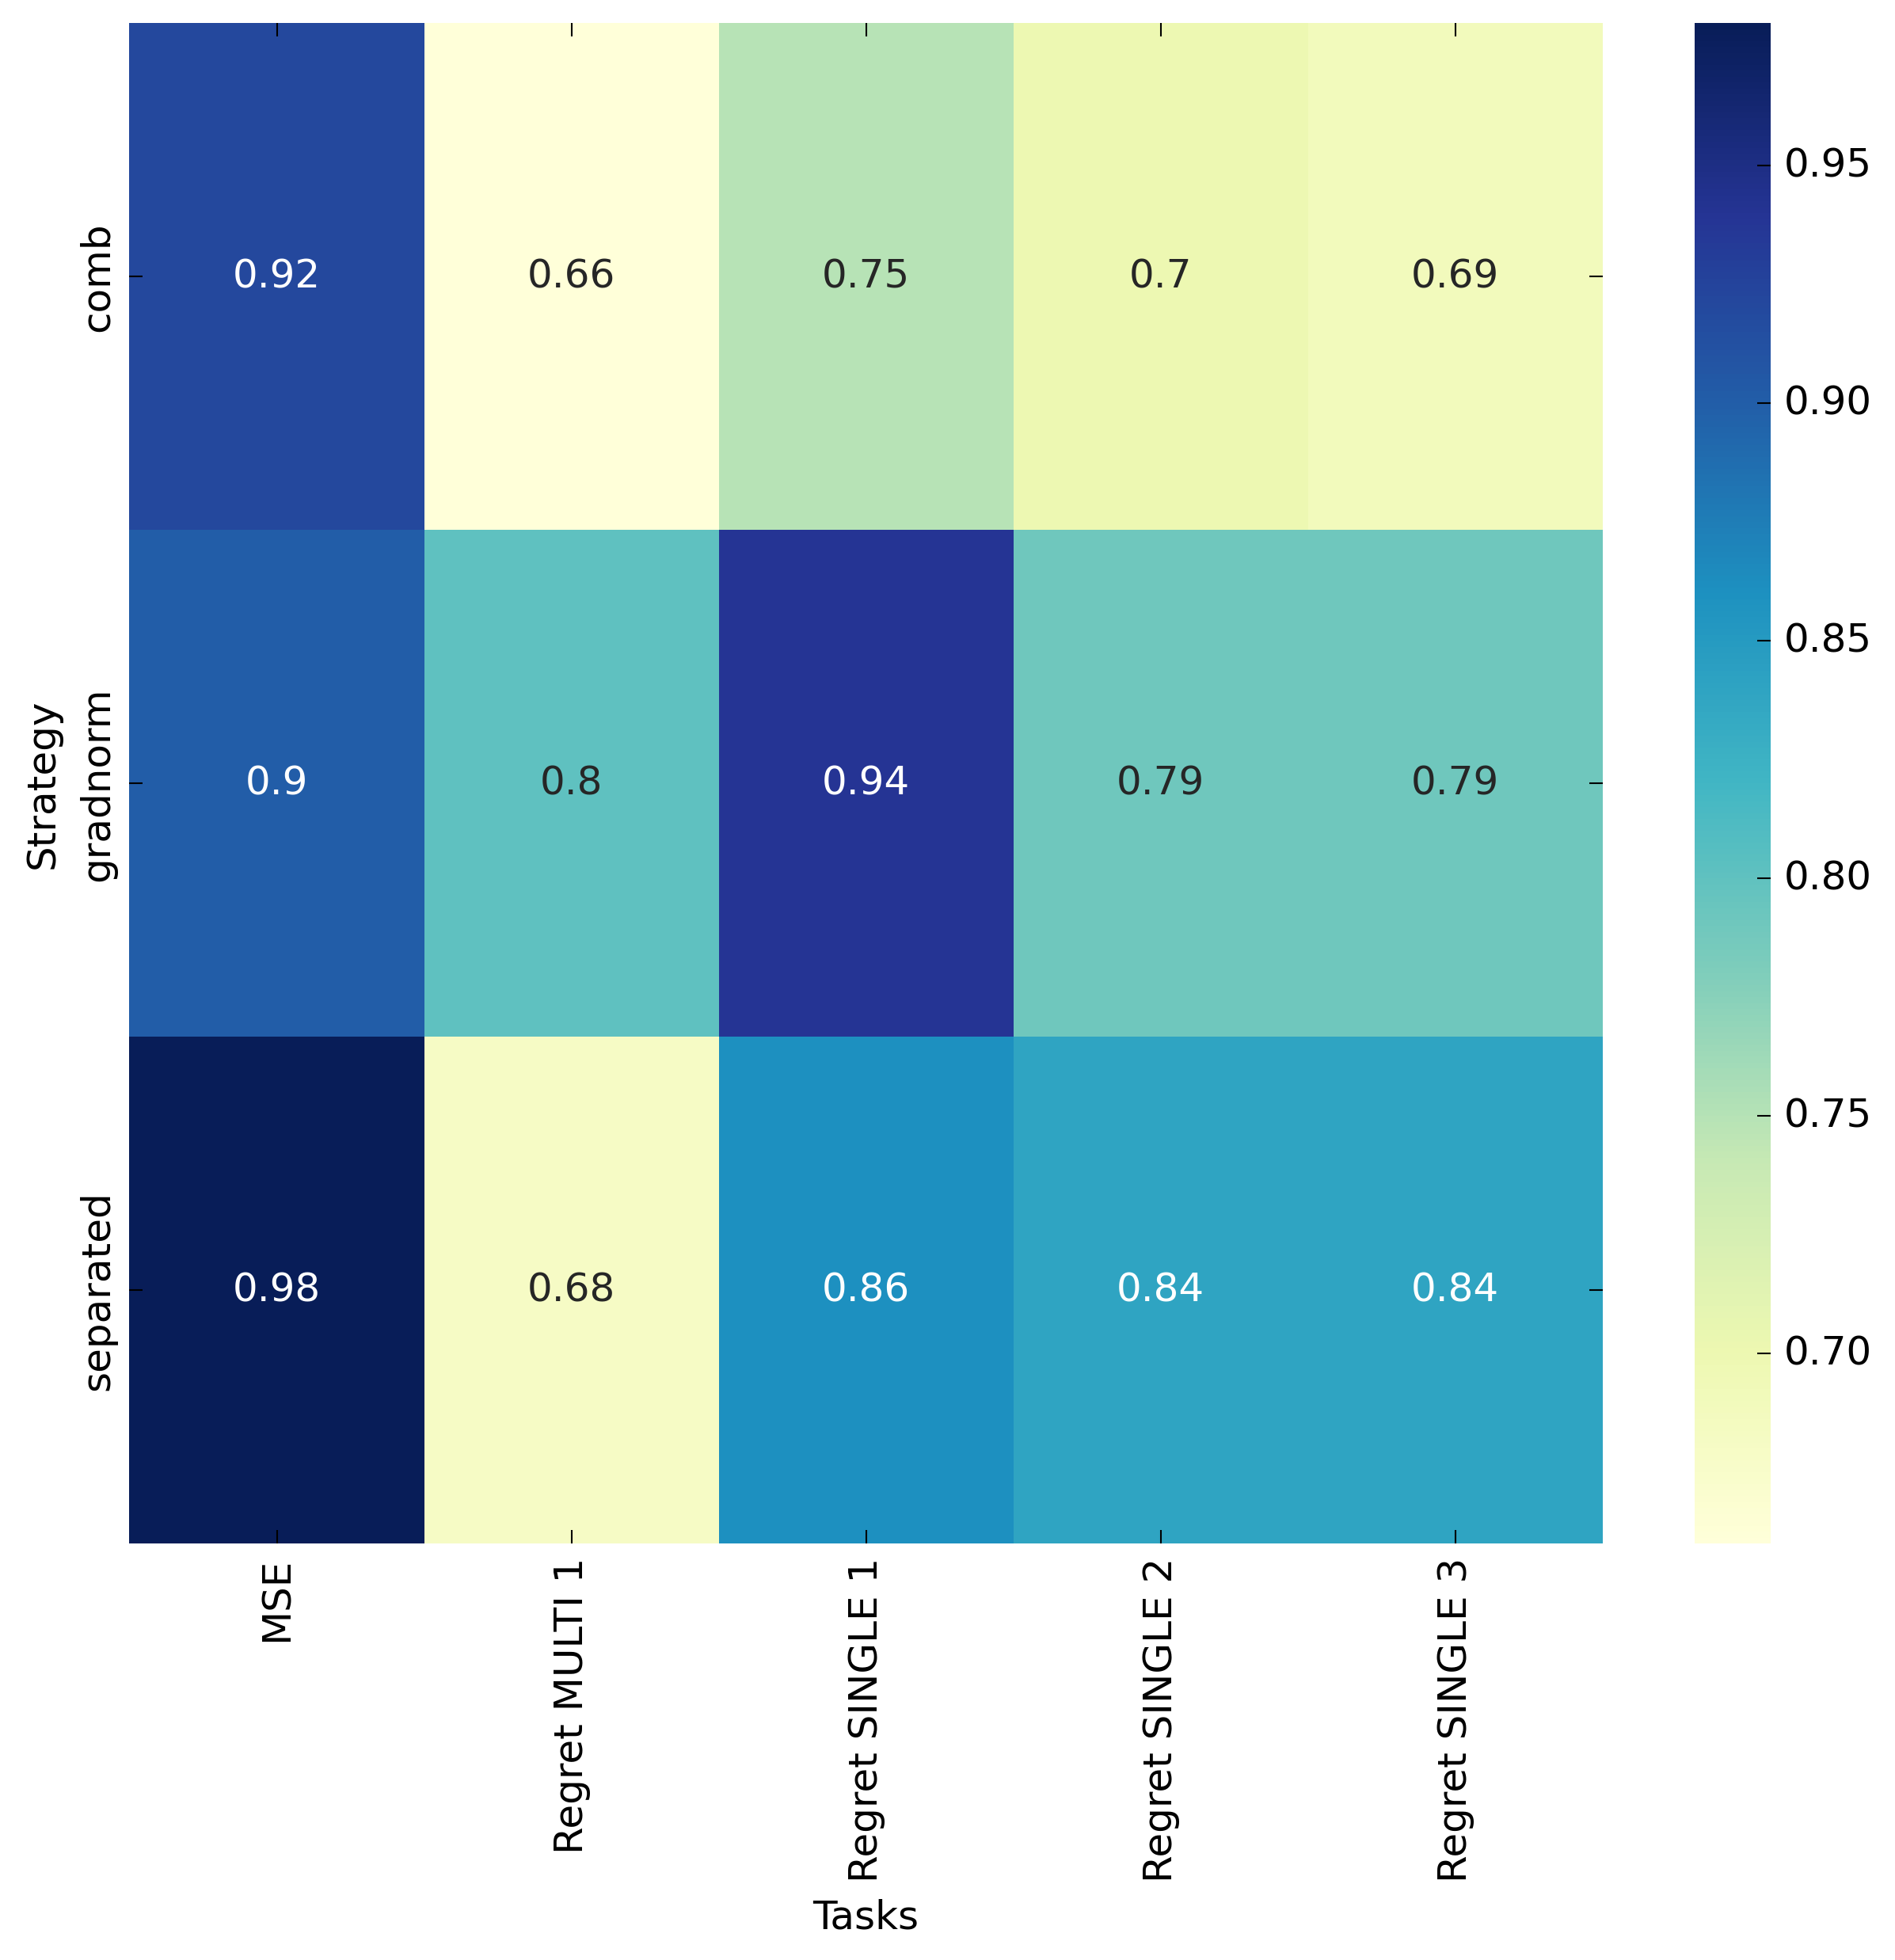 Strategy
comb
0.92 0.66 0.75 0.7 0.69
gradnorm
0.9 0.8 0.94 0.79 0.79
separated
0.98 0.68 0.86 0.84 0.84
MSE
Regret MULTI 1
Regret SINGLE 1
Regret SINGLE 2
Regret SINGLE 3
Tasks
0.95
0.90
0.85
0.80
0.75
0.70